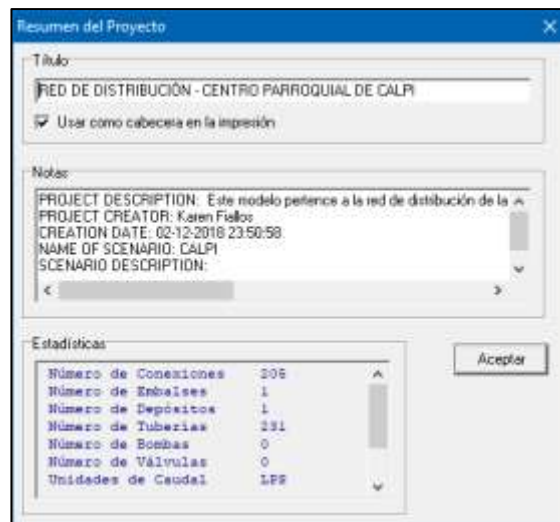 Resumen del Proyecto
Título
RED DE DISTRIBUCIÓN - CENTRO PARROQUIAL DE CALPI
Usar como cabecera en la impresión
Notas
PROJECT DESCRIPTION: Este modelo pertence a la red de distribución de la
PROJECT CREATOR: Karen Fiallos
CREATION DATE: 02-12-2018 23:50:58
NAME OF SCENARIO: CALPI
SCENARIO DESCRIPTION:
Estadísticas
Número de Conexiones
Número de Embalses 1
Número de Depósitos 1
Número de Tuberías 231
Número de Bombas 0
Número de Válvulas 0
Unidades de Caudal LPS
Aceptar